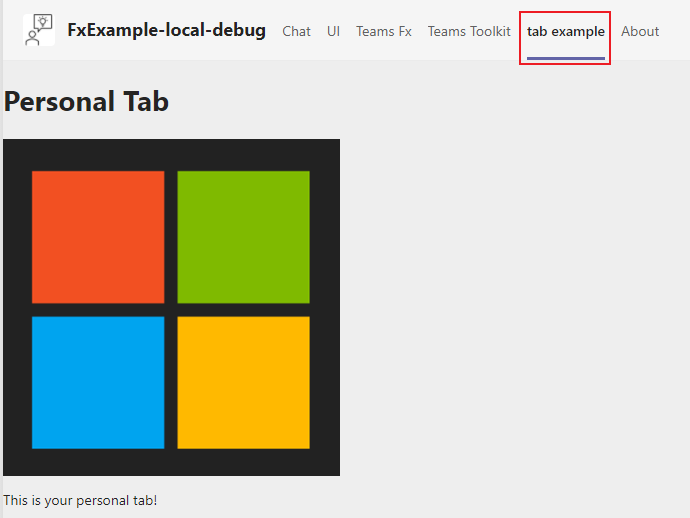 FxExample-local-debug Chat UI Teams Fx Teams Toolkit tab example About
Personal Tab
This is your personal tab!